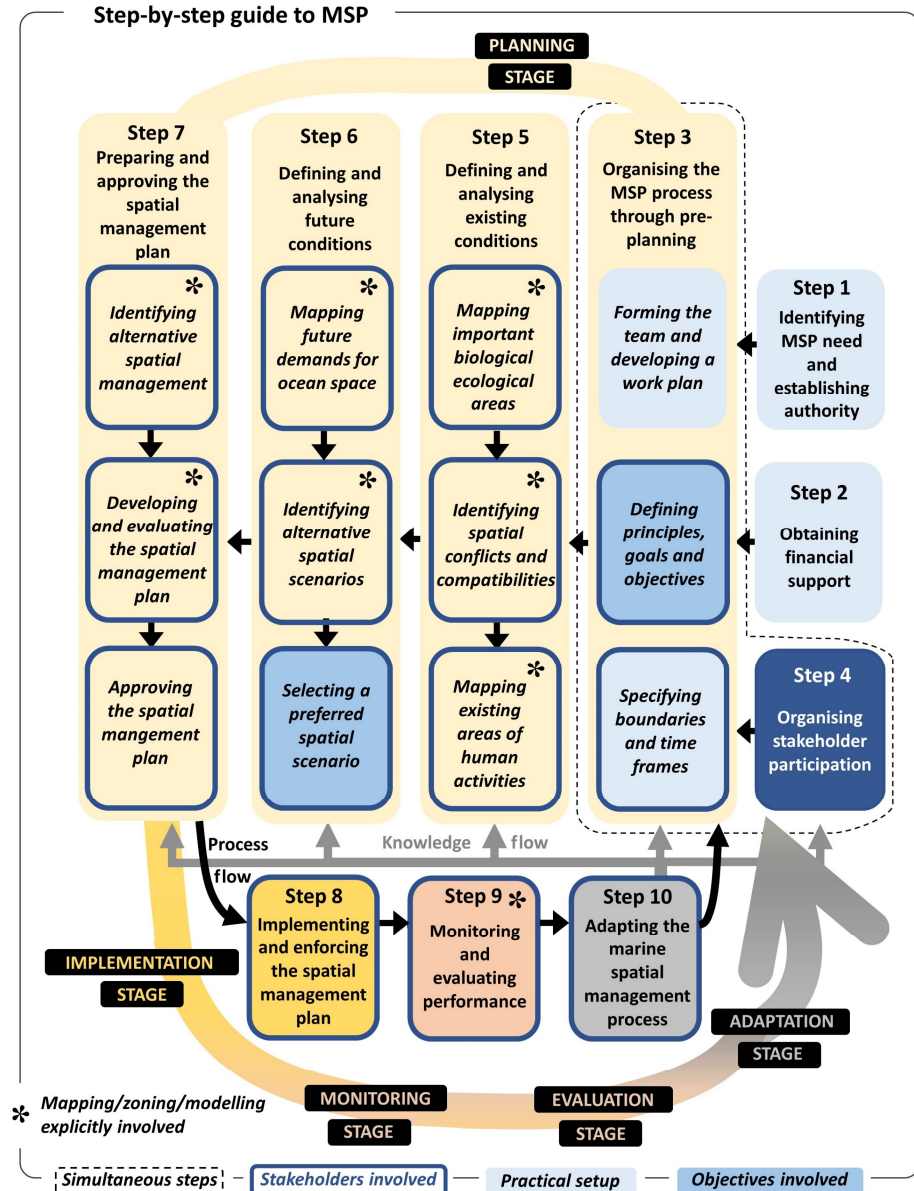 Step-by-step guide to MSP
PLANNING
STAGE
Step 7
Preparing and
approving the
spatial
management
plan
*
Identifying
alternative
spatial
management
*
Developing
and evaluating
the spatial
management
plan
Approving
the spatial
mangement
plan
Step 6
Defining and
analysing
future
conditions
*
Mapping
future
demands for
ocean space
*
Identifying
alternative
spatial
scenarios
Selecting a
preferred
spatial
scenario
Step 5
Defining and
analysing
existing
conditions
*
Mapping
important
biological
ecological
areas
*
Identifying
spatial
conflicts and
compatibilities
*
Mapping
existing
areas of
human
activities
Step 3
Organising the
MSP process
through pre-
planning
Forming the
team and
developing a
work plan
Defining
principles,
goals and
objectives
Specifying
boundaries
and time
frames
Step 1
Identifying
MSP need
and
establishing
authority
Step 2
Obtaining
financial
support
Step 4
Organising
stakeholder
participation
Process
flow
Knowledge flow
Step 8
Implementing
and enforcing
the spatial
management
plan
Step 9 *
Monitoring
and
evaluating
performance
Step 10
Adapting the
marine
spatial
management
process
IMPLEMENTATION
STAGE
MONITORING
STAGE
EVALUATION
STAGE
ADAPTATION
STAGE
* Mapping/zoning/modelling
explicitly involved
Simultaneous steps
Stakeholders involved
Practical setup
Objectives involved